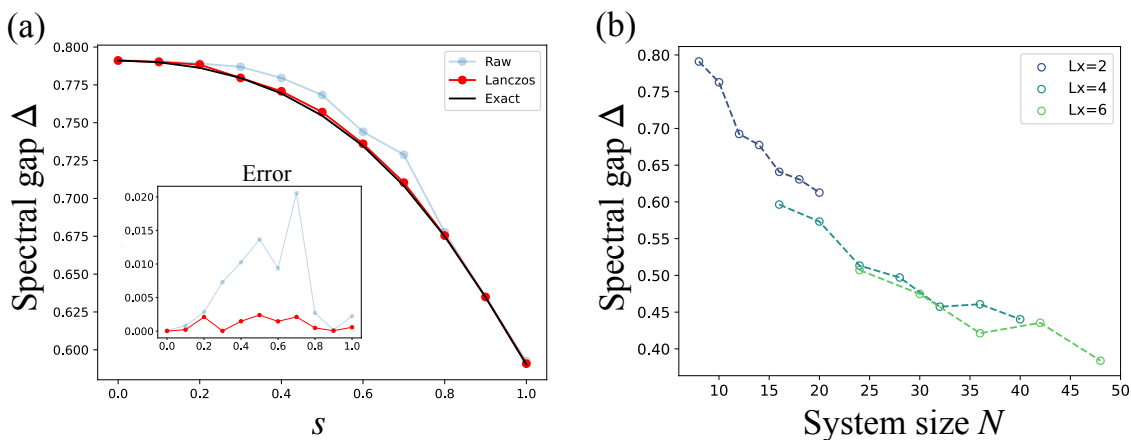 (a)
0.800
0.775
0.750
0.725
0.700
0.675
0.650
0.625
0.600
Spectral gap Δ
Raw
Lanczos
Exact
Error
0.020
0.015
0.010
0.005
0.000
0.0 0.2 0.4 0.6 0.8 1.0
0.0 0.2 0.4 0.6 0.8 1.0
s
(b)
0.80
0.75
0.70
0.65
0.60
0.55
0.50
0.45
0.40
Spectral gap Δ
Lx=2
Lx=4
Lx=6
10 15 20 25 30 35 40 45 50
System size N